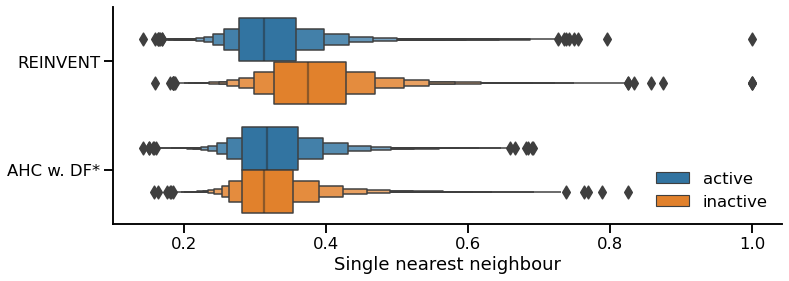 REINVENT
AHC w. DF*
active
inactive
0.2 0.4 0.6 0.8 1.0
Single nearest neighbour